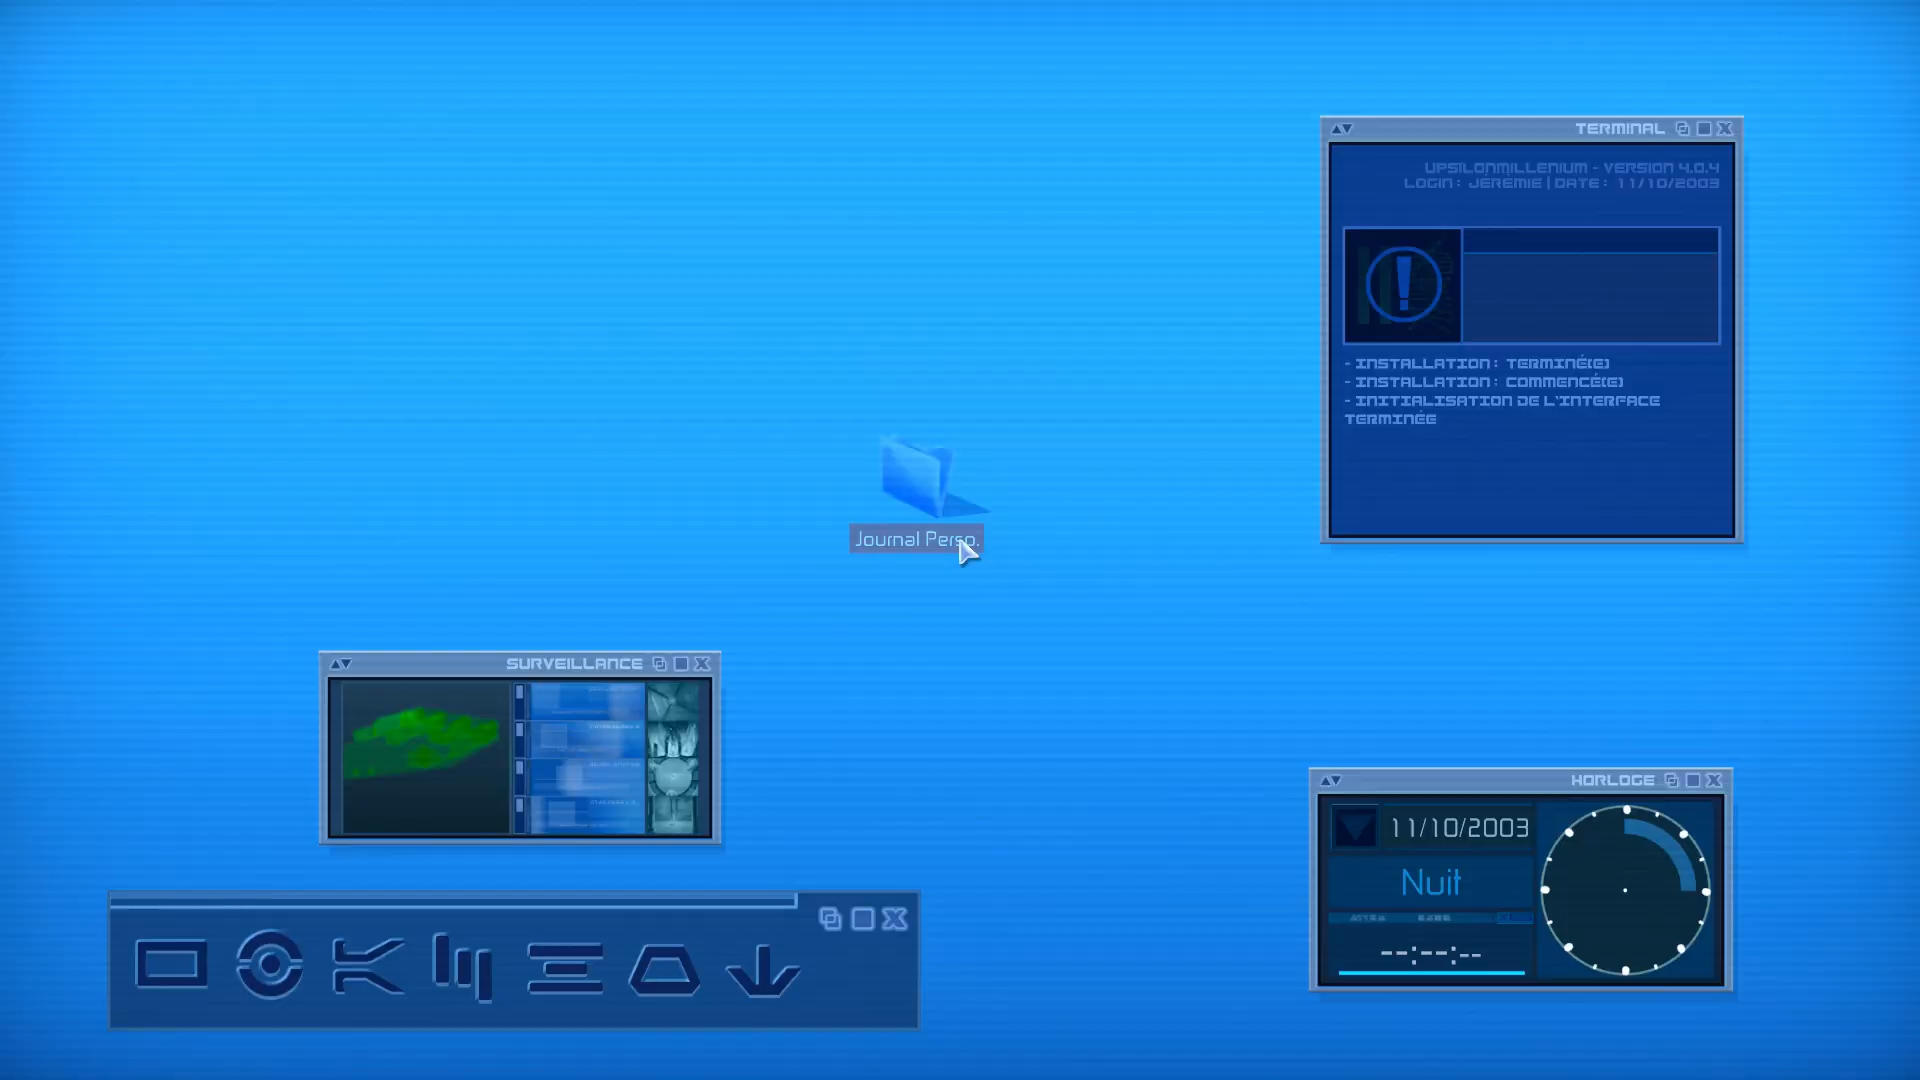 TERMINAL
UPSILONMILLENIUM - VERSION 4.0.4
LOGIN : JÉRÉMIE | DATE : 11/10/2003
- INSTALLATION : TERMINÉ(E)
- INSTALLATION : COMMENCÉ(E)
- INITIALISATION DE L'INTERFACE
TERMINÉE
Journal Perso.
SURVEILLANCE
HORLOGE
11/10/2003
Nuit
--:--:--